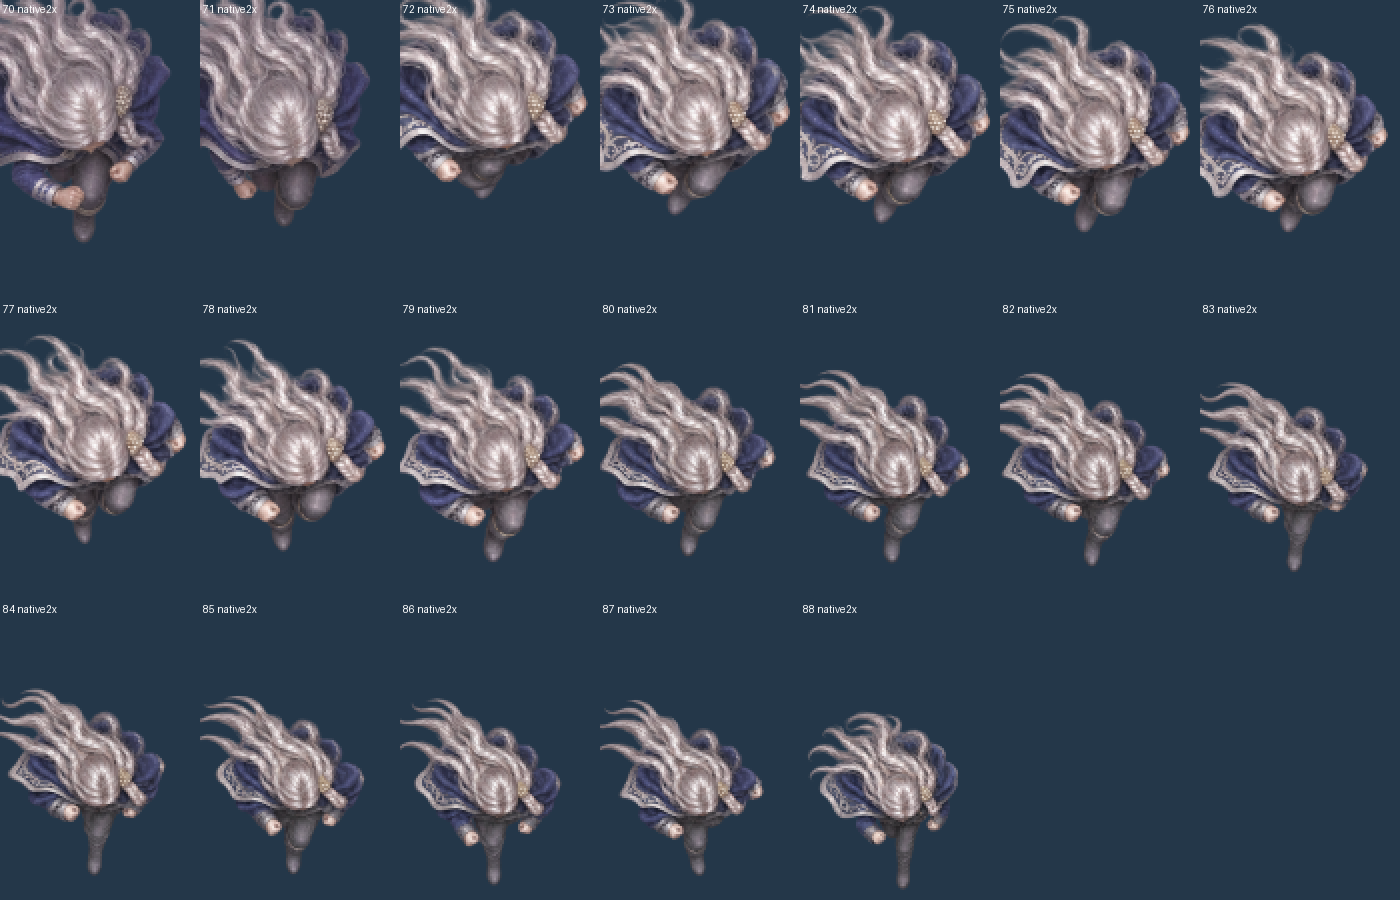 70 native2x
71 native2x
72 native2x
73 native2x
74 native2x
75 native2x
76 native2x
77 native2x
78 native2x
79 native2x
80 native2x
81 native2x
82 native2x
83 native2x
84 native2x
85 native2x
86 native2x
87 native2x
88 native2x